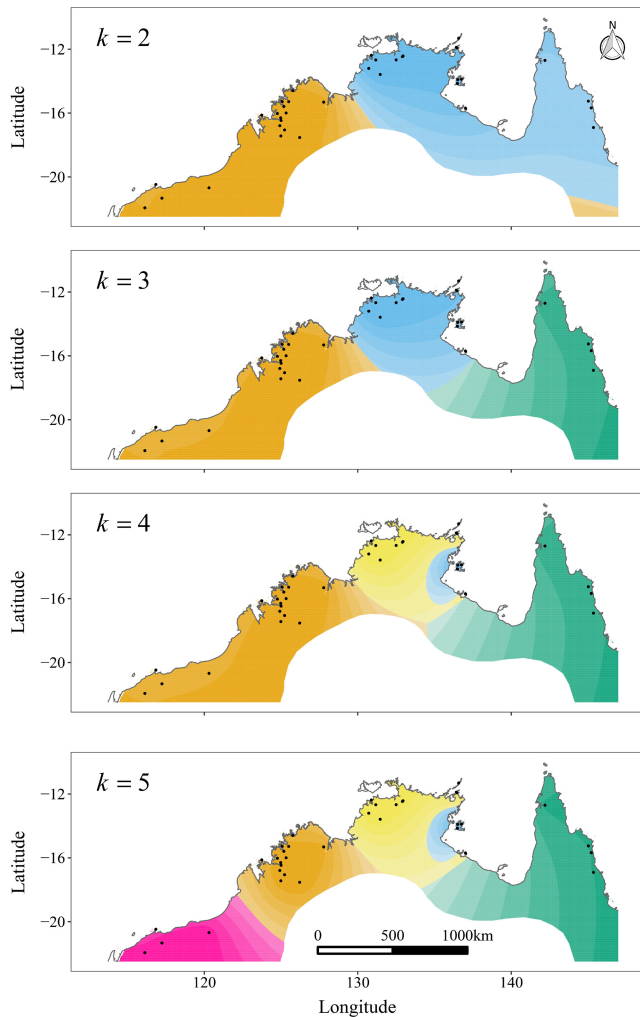 N
k = 2
Latitude
−12
−16
−20
k = 3
Latitude
−12
−16
−20
k = 4
Latitude
−12
−16
−20
k = 5
Latitude
−12
−16
−20
0 500 1000km
120 130 140
Longitude